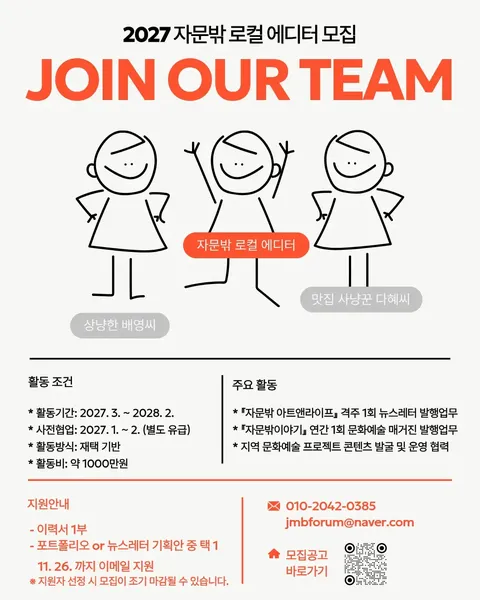 2027 자문밖 로컬 에디터 모집
JOIN OUR TEAM
자문밖 로컬 에디터
맛집 사냥꾼 다혜씨
상냥한 배영씨
활동 조건
* 활동기간: 2027. 3. ~ 2028. 2.
* 사전협업: 2027. 1. ~ 2. (별도 유급)
* 활동방식: 재택 기반
* 활동비: 약 1000만원
주요 활동
* 『자문밖 아트앤라이프』 격주 1회 뉴스레터 발행업무
* 『자문밖이야기』 연간 1회 문화예술 매거진 발행업무
* 지역 문화예술 프로젝트 콘텐츠 발굴 및 운영 협력
지원안내
- 이력서 1부
- 포트폴리오 or 뉴스레터 기획안 중 택 1
11. 26. 까지 이메일 지원
※ 지원자 선정 시 모집이 조기 마감될 수 있습니다.
010-2042-0385
jmbforum@naver.com
모집공고
바로가기